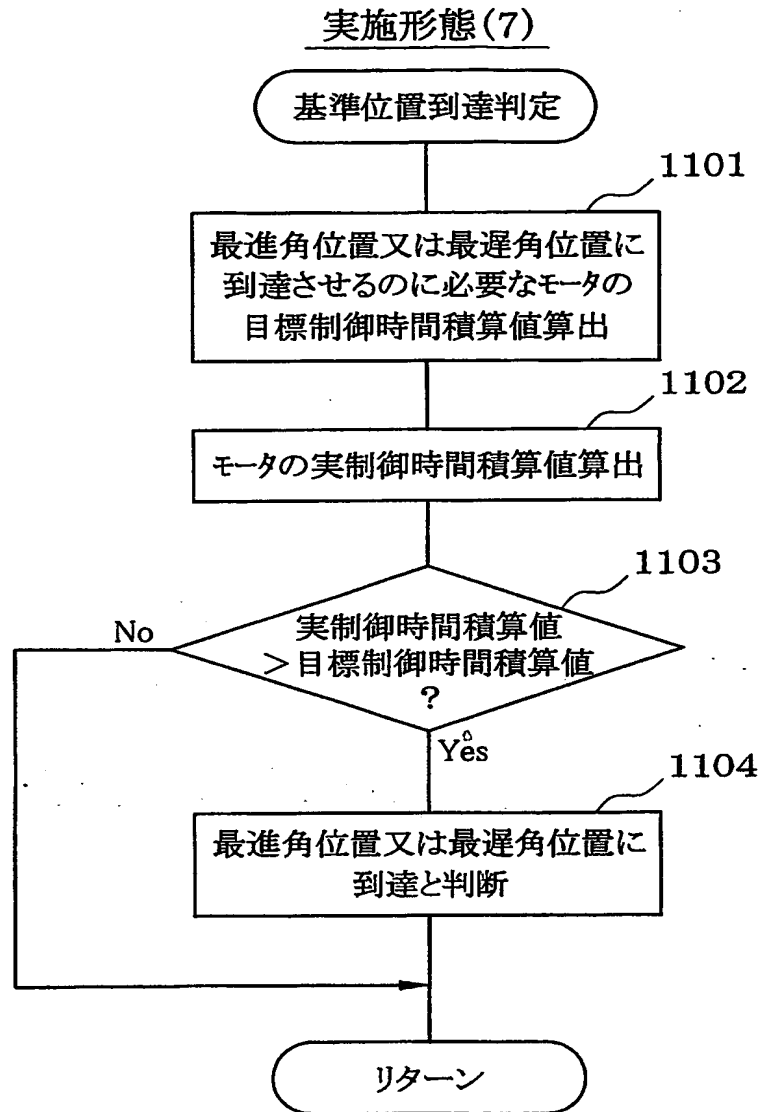 実施形態(7)
基準位置到達判定
1101
最進角位置又は最遅角位置に
到達させるのに必要なモータの
目標制御時間積算値算出
1102
モータの実制御時間積算値算出
1103
実制御時間積算値
>目標制御時間積算値
?
No
Yes
1104
最進角位置又は最遅角位置に
到達と判断
リターン